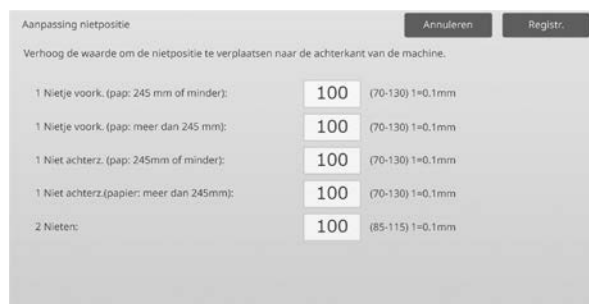 Aanpassing nietpositie
Annuleren
Registr.
Verhoog de waarde om de nietpositie te verplaatsen naar de achterkant van de machine.
1 Nietje voork. (pap: 245 mm of minder): 100 (70-130) 1=0.1mm
1 Nietje voork. (pap: meer dan 245 mm): 100 (70-130) 1=0.1mm
1 Niet achterz. (pap: 245mm of minder): 100 (70-130) 1=0.1mm
1 Niet achterz.(papier: meer dan 245mm): 100 (70-130) 1=0.1mm
2 Nieten: 100 (85-115) 1=0.1mm